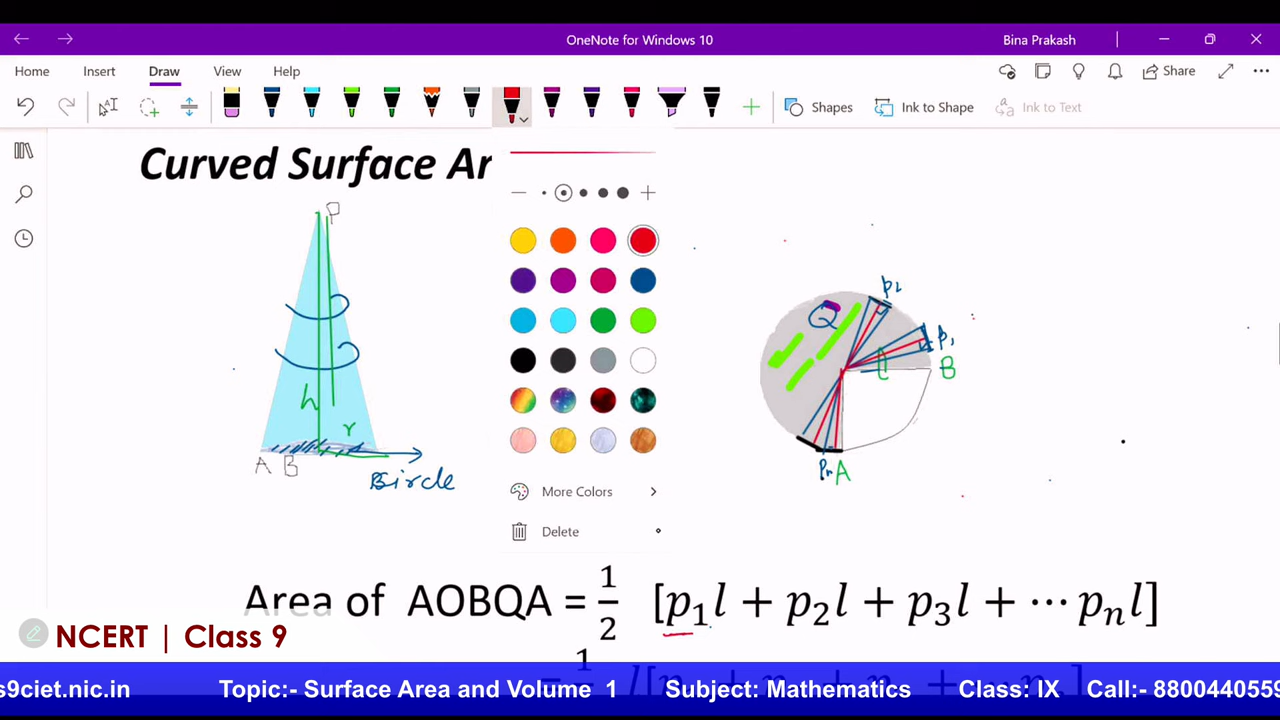 OneNote for Windows 10
Bina Prakash
Home Insert Draw View Help
Share
Shapes
Ink to Shape
Ink to Text
Curved Surface Ar
P
h
r
A B
circle
Q
p₂
p₁
l
B
pₙ A
More Colors
Delete
Area of AOBQA = 1/2 [p₁l + p₂l + p₃l + ⋯ pₙl]
NCERT | Class 9
s9ciet.nic.in Topic:- Surface Area and Volume 1 Subject: Mathematics Class: IX Call:- 8800440559